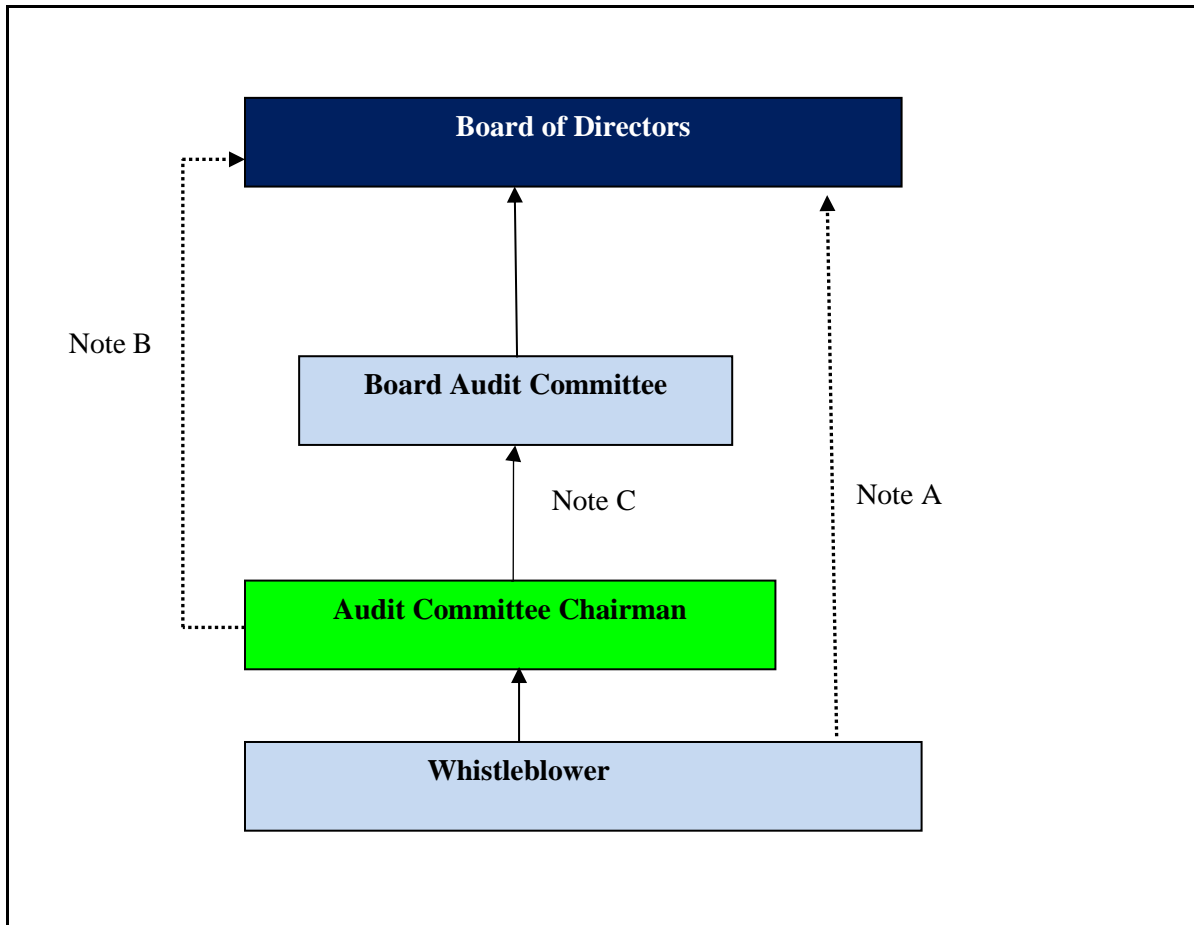 Board of Directors
Note B
Board Audit Committee
Note C
Note A
Audit Committee Chairman
Whistleblower